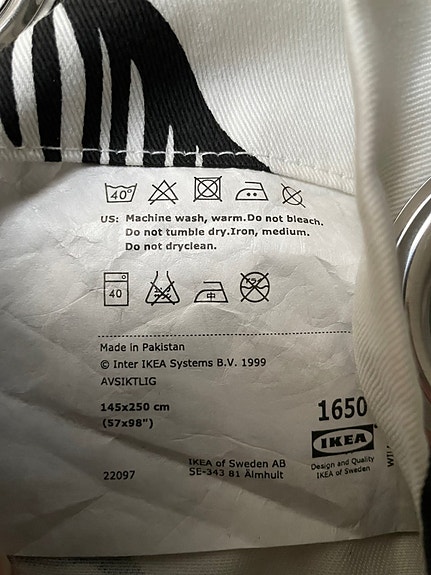 40°
US: Machine wash, warm.Do not bleach.
Do not tumble dry.Iron, medium.
Do not dryclean.
40 中
Made in Pakistan
© Inter IKEA Systems B.V. 1999
AVSIKTLIG
145x250 cm
(57x98")
1650
IKEA
Design and Quality
IKEA of Sweden
IKEA of Sweden AB
SE-343 81 Älmhult
22097